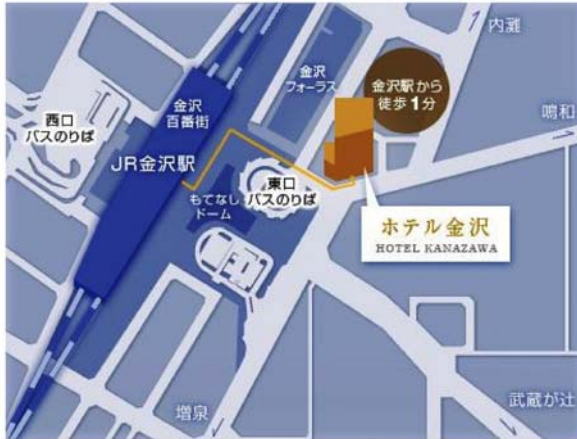 内灘
金沢
フォーラス
金沢駅から
徒歩1分
鳴和
西口
バスのりば
金沢
百番街
JR金沢駅
もてなし
ドーム
東口
バスのりば
ホテル金沢
HOTEL KANAZAWA
増泉
武蔵が辻